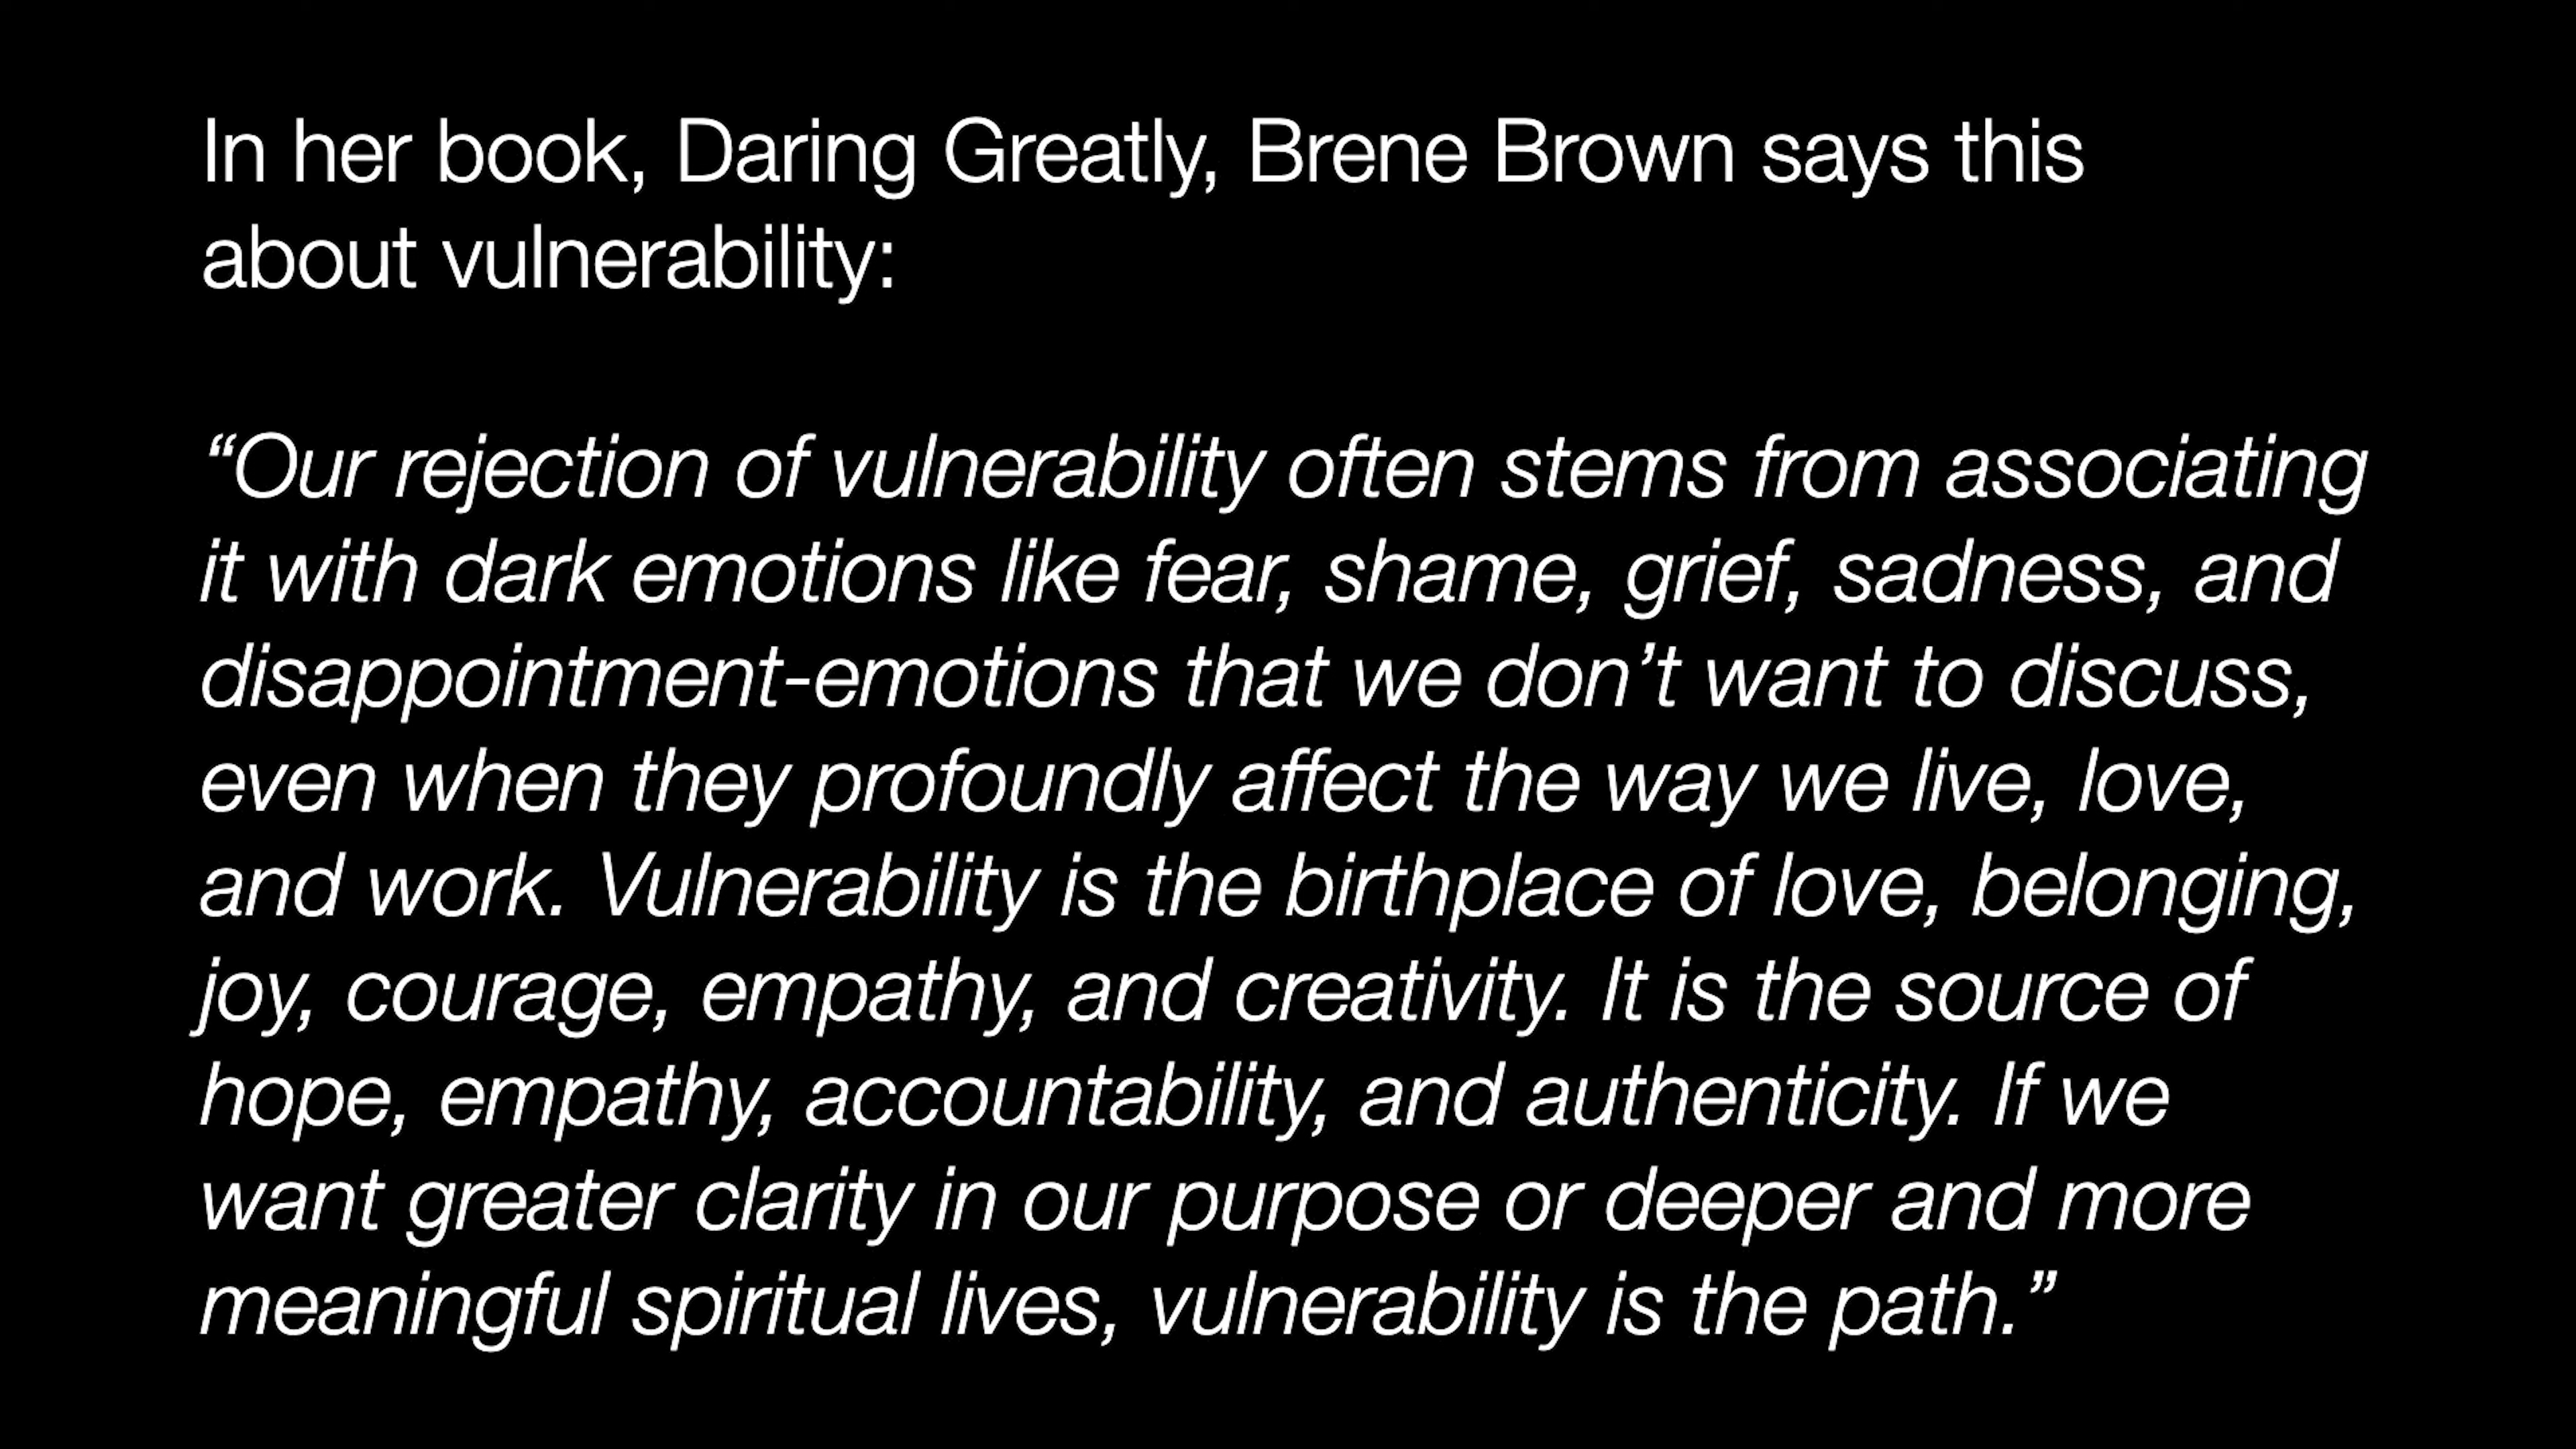 In her book, Daring Greatly, Brene Brown says this
about vulnerability:
“Our rejection of vulnerability often stems from associating
it with dark emotions like fear, shame, grief, sadness, and
disappointment-emotions that we don’t want to discuss,
even when they profoundly affect the way we live, love,
and work. Vulnerability is the birthplace of love, belonging,
joy, courage, empathy, and creativity. It is the source of
hope, empathy, accountability, and authenticity. If we
want greater clarity in our purpose or deeper and more
meaningful spiritual lives, vulnerability is the path.”